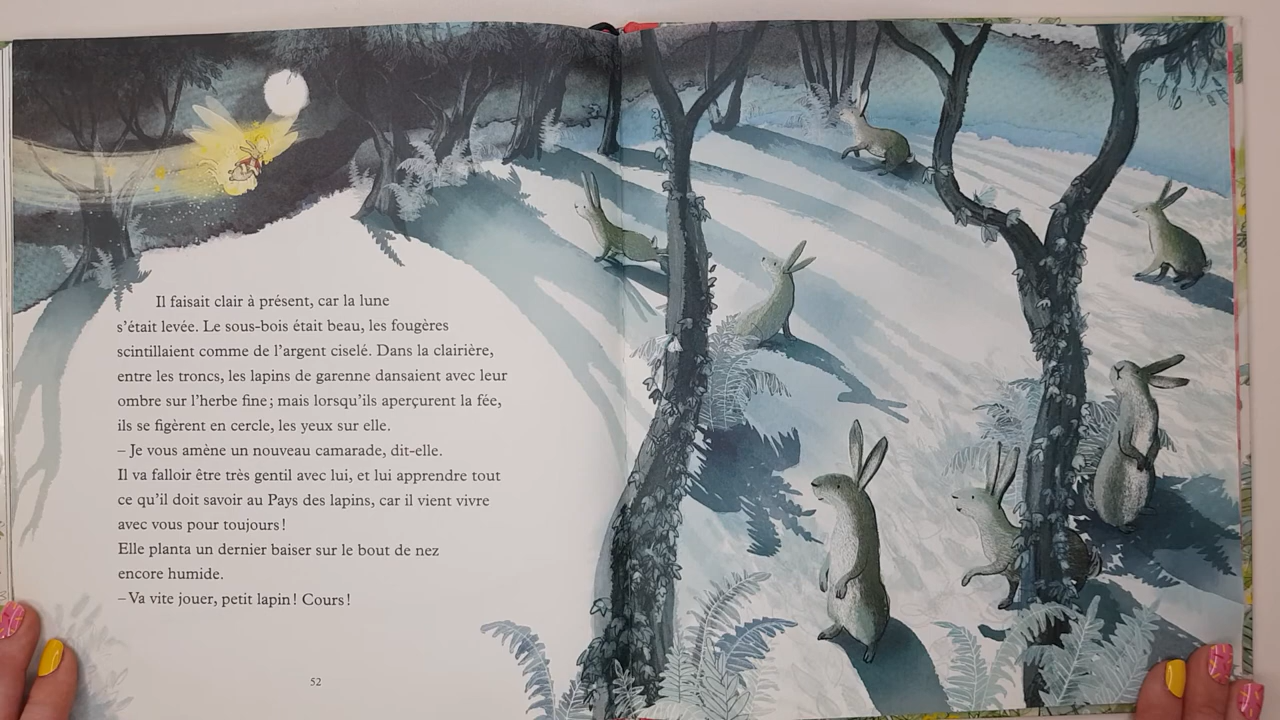 Il faisait clair à présent, car la lune
s'était levée. Le sous-bois était beau, les fougères
scintillaient comme de l'argent ciselé. Dans la clairière,
entre les troncs, les lapins de garenne dansaient avec leur
ombre sur l'herbe fine ; mais lorsqu'ils aperçurent la fée,
ils se figèrent en cercle, les yeux sur elle.
– Je vous amène un nouveau camarade, dit-elle.
Il va falloir être très gentil avec lui, et lui apprendre tout
ce qu'il doit savoir au Pays des lapins, car il vient vivre
avec vous pour toujours !
Elle planta un dernier baiser sur le bout de nez
encore humide.
– Va vite jouer, petit lapin ! Cours !
52